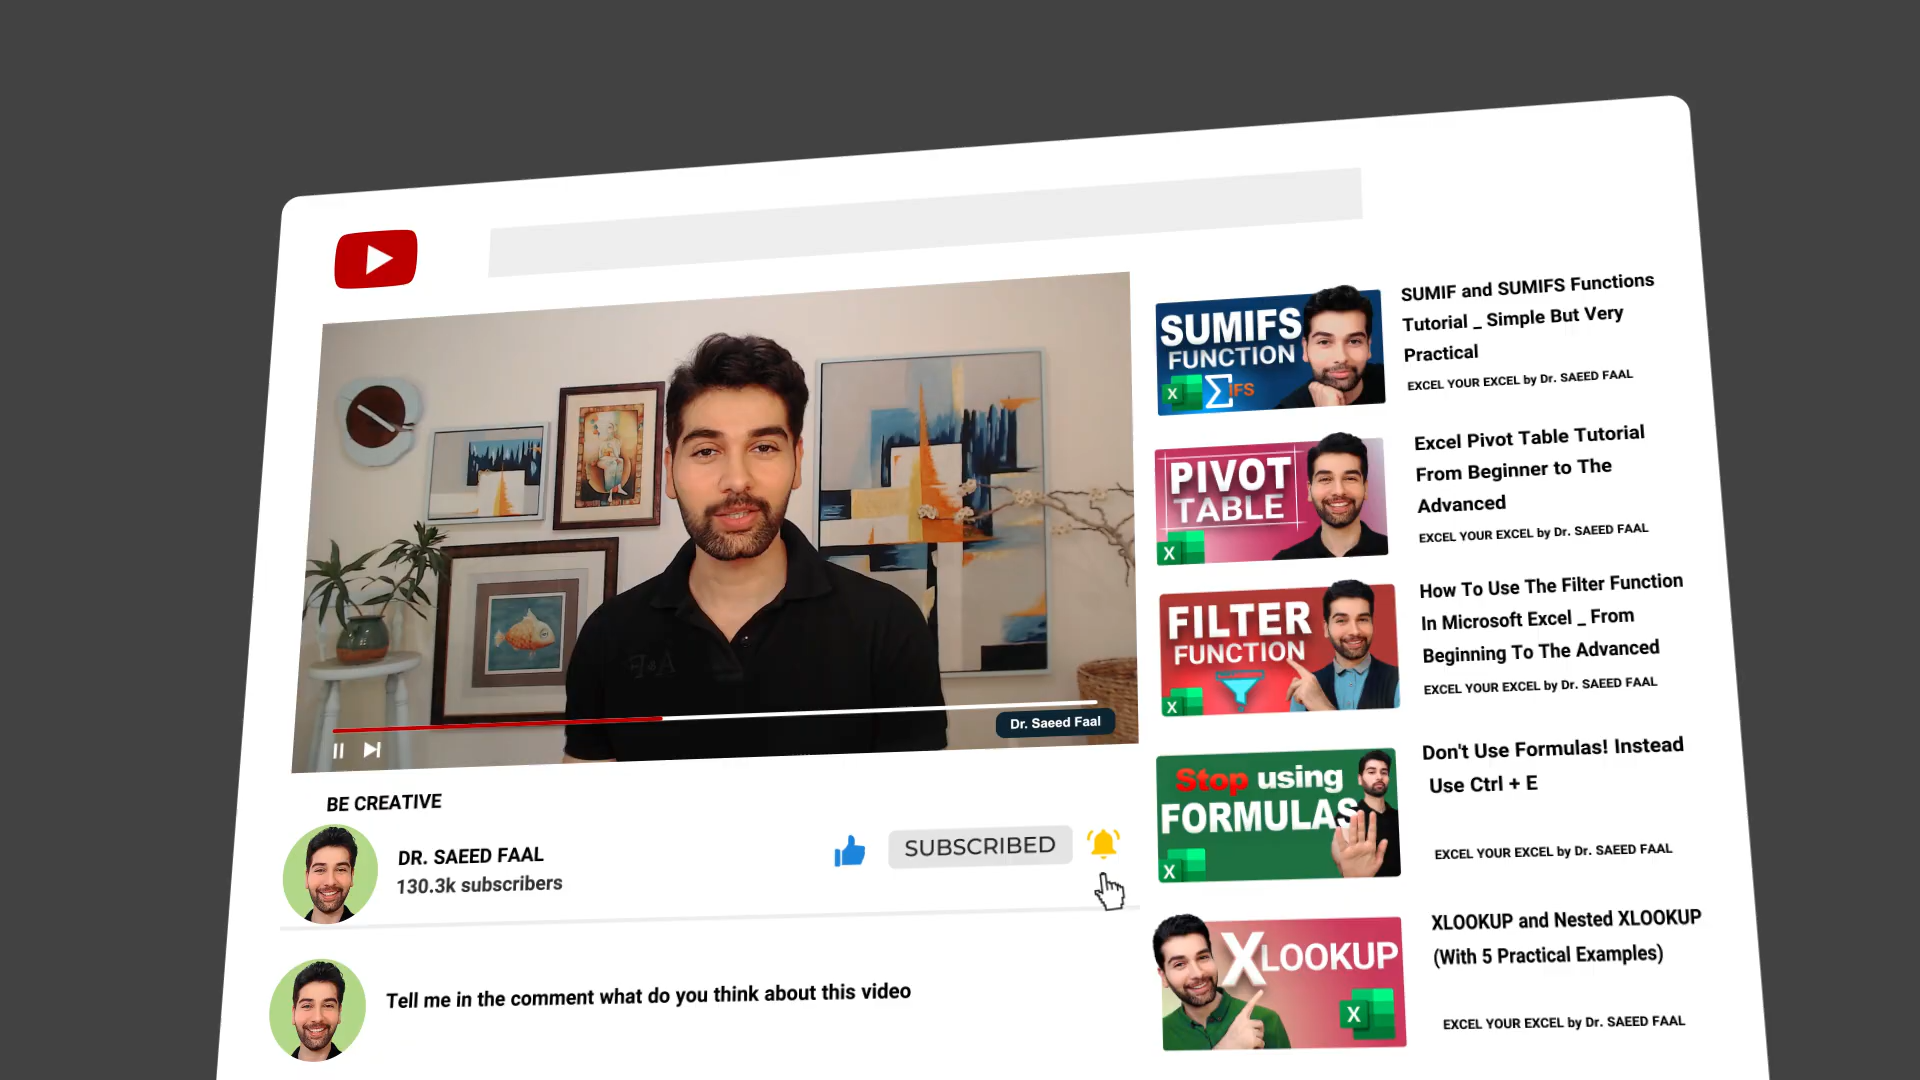 Dr. Saeed Faal
BE CREATIVE
DR. SAEED FAAL
130.3k subscribers
SUBSCRIBED
Tell me in the comment what do you think about this video
SUMIFS
FUNCTION
X
Σ IFS
SUMIF and SUMIFS Functions
Tutorial _ Simple But Very
Practical
EXCEL YOUR EXCEL by Dr. SAEED FAAL
PIVOT
TABLE
X
Excel Pivot Table Tutorial
From Beginner to The
Advanced
EXCEL YOUR EXCEL by Dr. SAEED FAAL
FILTER
FUNCTION
X
How To Use The Filter Function
In Microsoft Excel _ From
Beginning To The Advanced
EXCEL YOUR EXCEL by Dr. SAEED FAAL
Stop using
FORMULAS
X
Don't Use Formulas! Instead
Use Ctrl + E
EXCEL YOUR EXCEL by Dr. SAEED FAAL
XLOOKUP
X
XLOOKUP and Nested XLOOKUP
(With 5 Practical Examples)
EXCEL YOUR EXCEL by Dr. SAEED FAAL